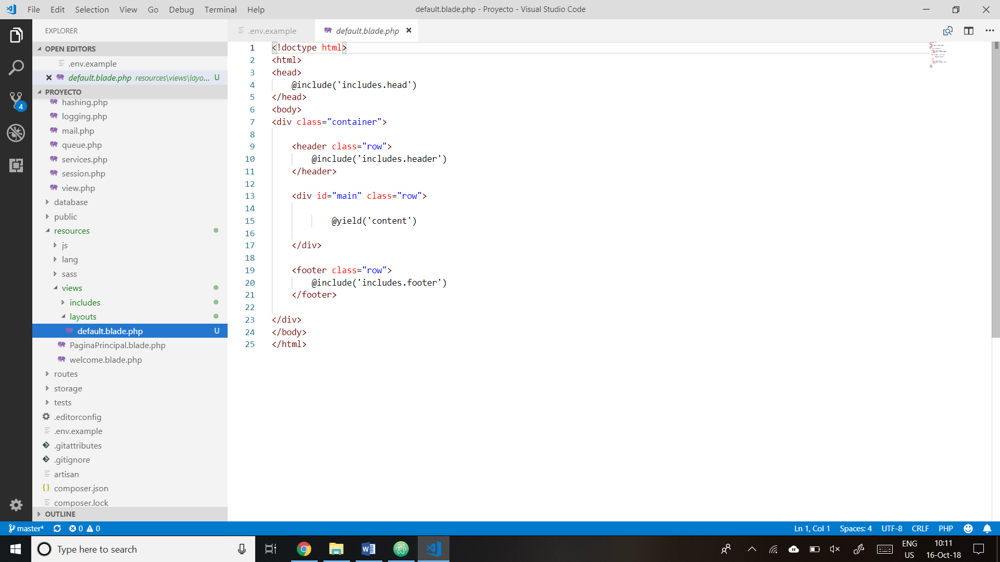 File Edit Selection View Go Debug Terminal Help
default.blade.php - Proyecto - Visual Studio Code
EXPLORER
OPEN EDITORS
.env.example
default.blade.php resources\views\layo... U
PROYECTO
hashing.php
logging.php
mail.php
queue.php
services.php
session.php
view.php
database
public
resources
js
lang
sass
views
includes
layouts
default.blade.php U
PaginaPrincipal.blade.php
welcome.blade.php
routes
storage
tests
.editorconfig
.env.example
.gitattributes
.gitignore
artisan
composer.json
composer.lock
OUTLINE
4
.env.example default.blade.php
1 <!doctype html>
2 <html>
3 <head>
4 @include('includes.head')
5 </head>
6 <body>
7 <div class="container">
8
9 <header class="row">
10 @include('includes.header')
11 </header>
12
13 <div id="main" class="row">
14
15 @yield('content')
16
17 </div>
18
19 <footer class="row">
20 @include('includes.footer')
21 </footer>
22
23 </div>
24 </body>
25 </html>
master* 0 0
Ln 1, Col 1 Spaces: 4 UTF-8 CRLF PHP
Type here to search
ENG
US
10:11
16-Oct-18